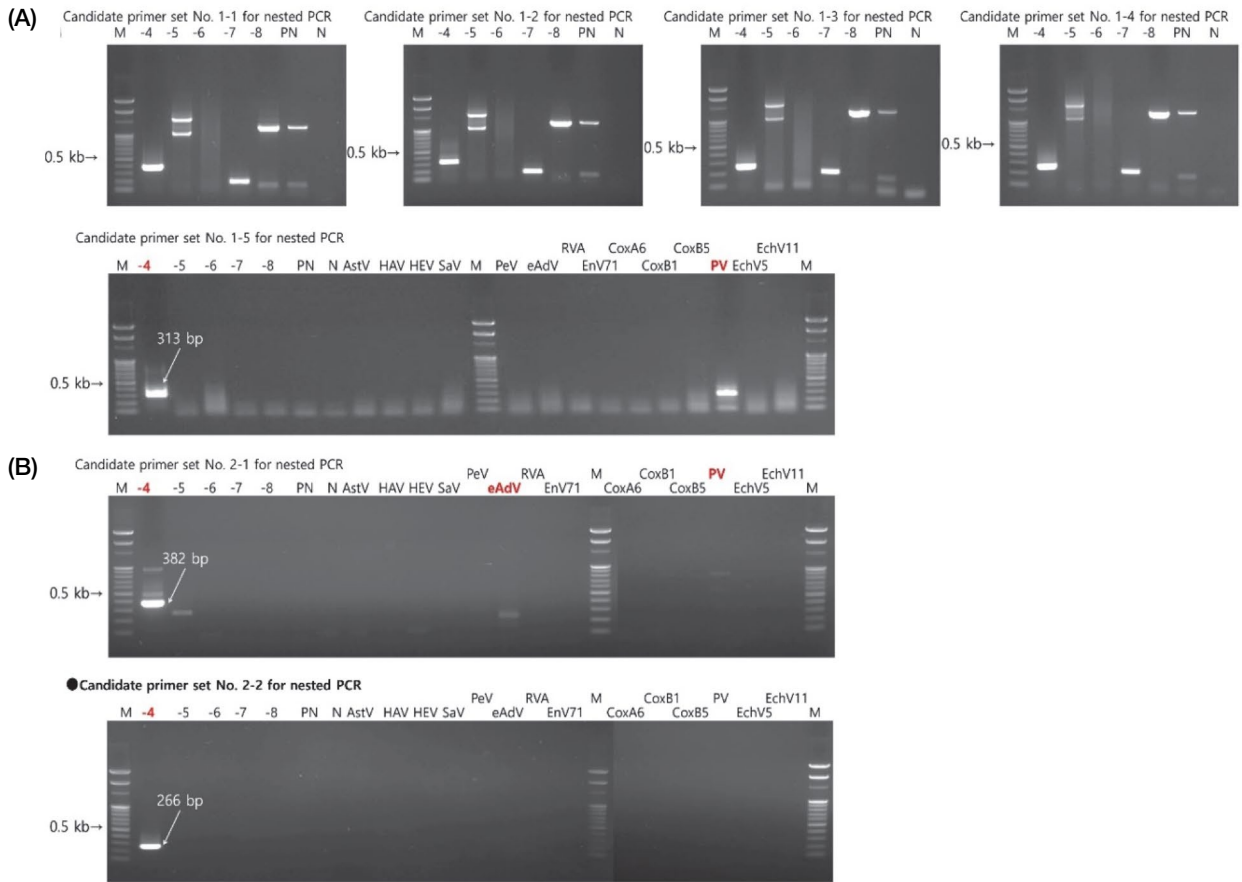 (A)
Candidate primer set No. 1-1 for nested PCR
M -4 -5 -6 -7 -8 PN N
0.5 kb→
Candidate primer set No. 1-2 for nested PCR
M -4 -5 -6 -7 -8 PN N
0.5 kb→
Candidate primer set No. 1-3 for nested PCR
M -4 -5 -6 -7 -8 PN N
0.5 kb→
Candidate primer set No. 1-4 for nested PCR
M -4 -5 -6 -7 -8 PN N
0.5 kb→
Candidate primer set No. 1-5 for nested PCR
RVA CoxA6 CoxB5 EchV11
M -4 -5 -6 -7 -8 PN N AstV HAV HEV SaV M PeV eAdV EnV71 CoxB1 PV EchV5 M
313 bp
0.5 kb→
(B)
Candidate primer set No. 2-1 for nested PCR
PeV RVA M CoxB1 PV EchV11
M -4 -5 -6 -7 -8 PN N AstV HAV HEV SaV eAdV EnV71 CoxA6 CoxB5 EchV5 M
382 bp
0.5 kb→
●Candidate primer set No. 2-2 for nested PCR
PeV RVA M CoxB1 PV EchV11
M -4 -5 -6 -7 -8 PN N AstV HAV HEV SaV eAdV EnV71 CoxA6 CoxB5 EchV5 M
266 bp
0.5 kb→